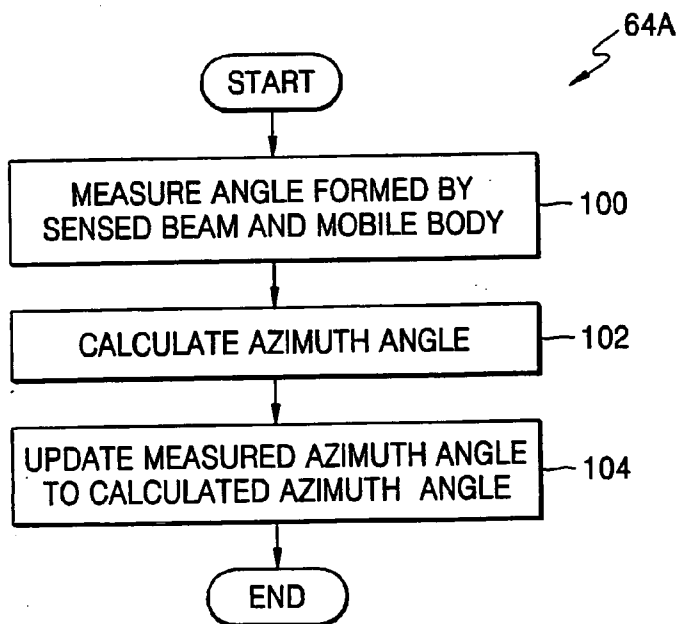 64A
START
MEASURE ANGLE FORMED BY
SENSED BEAM AND MOBILE BODY
100
CALCULATE AZIMUTH ANGLE
102
UPDATE MEASURED AZIMUTH ANGLE
TO CALCULATED AZIMUTH ANGLE
104
END